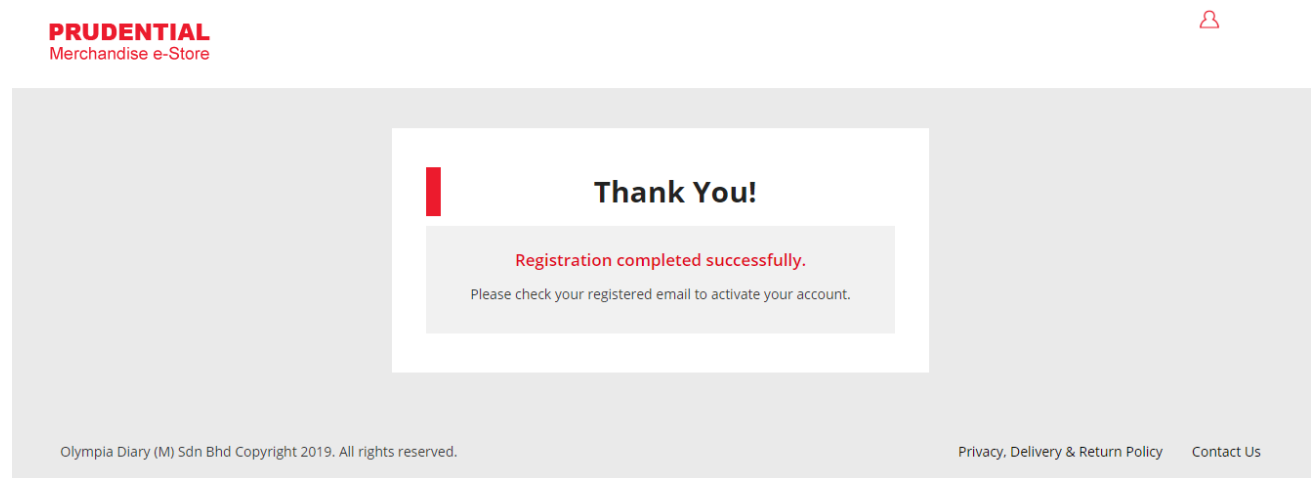 PRUDENTIAL
Merchandise e-Store
Thank You!
Registration completed successfully.
Please check your registered email to activate your account.
Olympia Diary (M) Sdn Bhd Copyright 2019. All rights reserved.
Privacy, Delivery & Return Policy
Contact Us